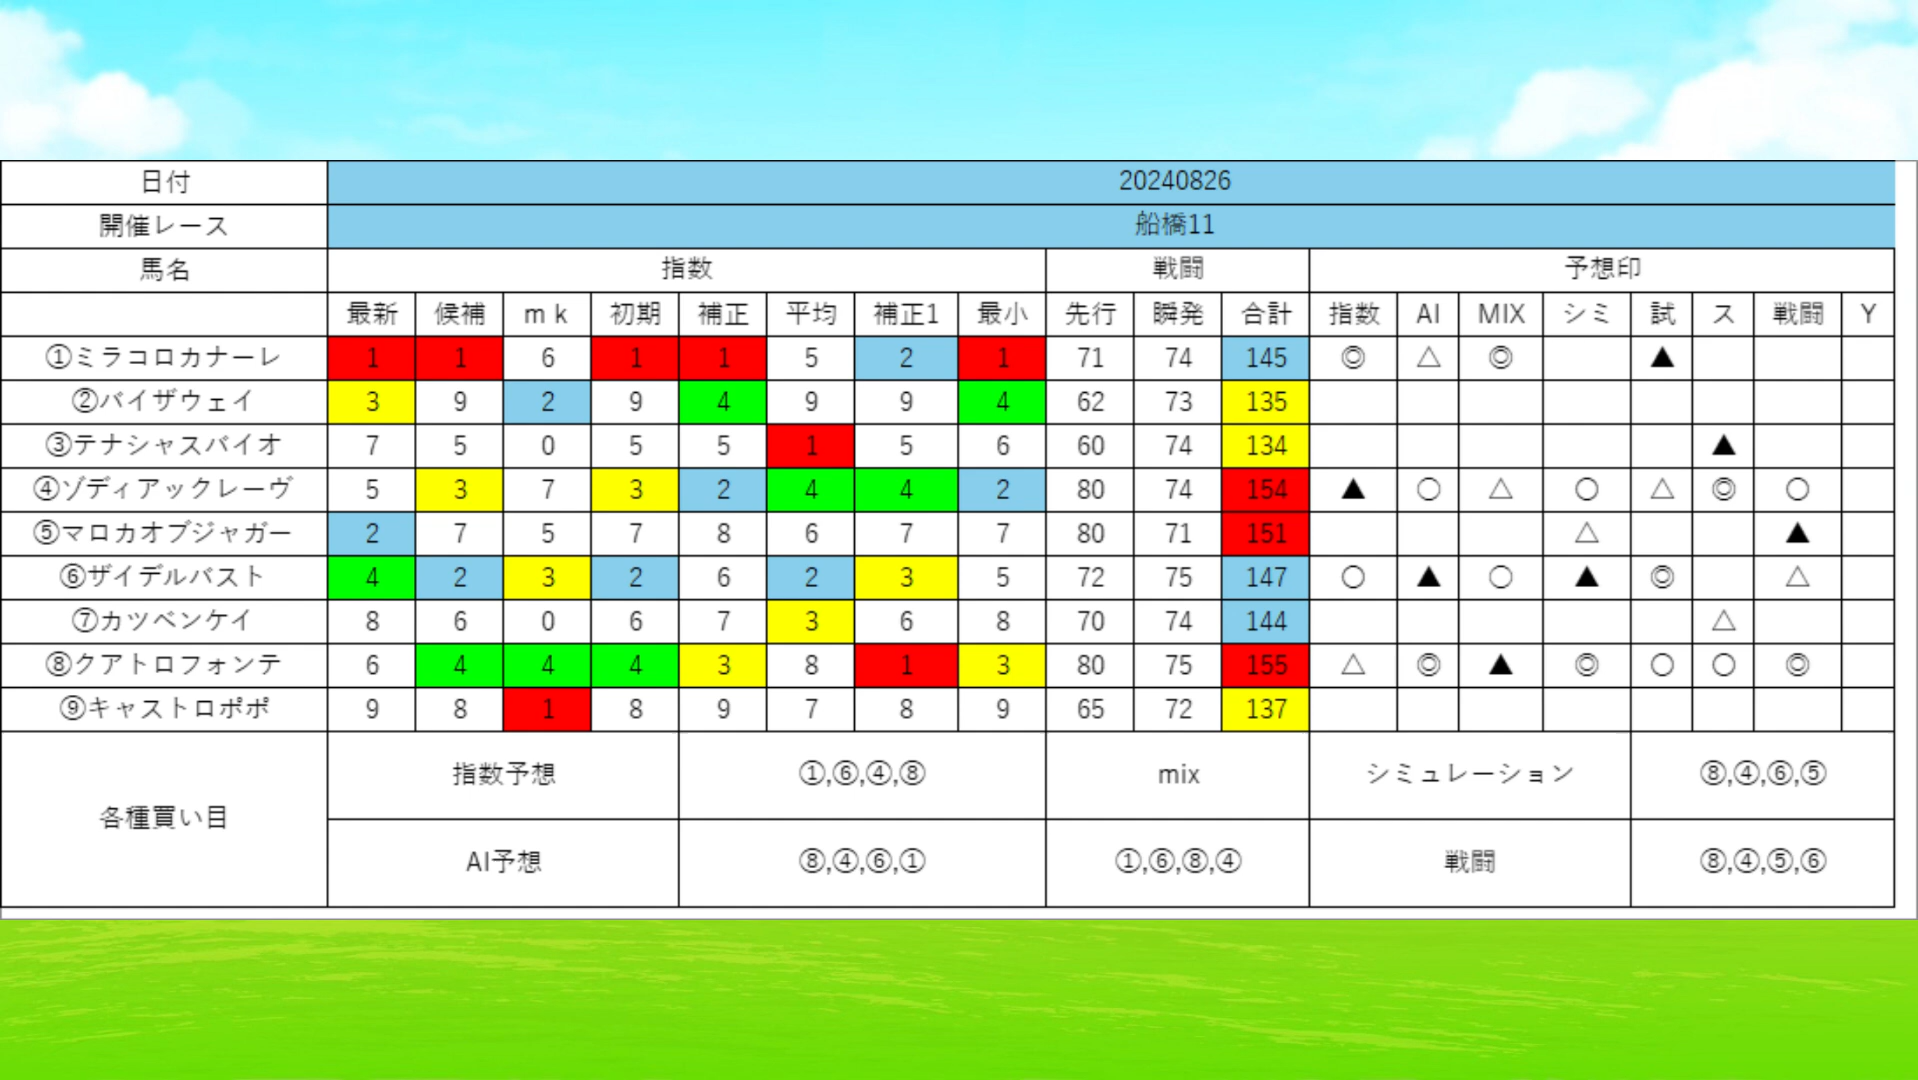 日付 20240826
開催レース 船橋11
馬名 指数 戦闘 予想印
最新 候補 ｍｋ 初期 補正 平均 補正1 最小 先行 瞬発 合計 指数 AI MIX シミ 試 ス 戦闘 Y
①ミラコロカナーレ 1 1 6 1 1 5 2 1 71 74 145 ◎ △ ◎ ▲
②バイザウェイ 3 9 2 9 4 9 9 4 62 73 135
③テナシャスバイオ 7 5 0 5 5 1 5 6 60 74 134 ▲
④ゾディアックレーヴ 5 3 7 3 2 4 4 2 80 74 154 ▲ ○ △ ○ △ ◎ ○
⑤マロカオブジャガー 2 7 5 7 8 6 7 7 80 71 151 △ ▲
⑥ザイデルバスト 4 2 3 2 6 2 3 5 72 75 147 ○ ▲ ○ ▲ ◎ △
⑦カツベンケイ 8 6 0 6 7 3 6 8 70 74 144 △
⑧クアトロフォンテ 6 4 4 4 3 8 1 3 80 75 155 △ ◎ ▲ ◎ ○ ○ ◎
⑨キャストロポポ 9 8 1 8 9 7 8 9 65 72 137
各種買い目
指数予想 ①,⑥,④,⑧ mix シミュレーション ⑧,④,⑥,⑤
AI予想 ⑧,④,⑥,① ①,⑥,⑧,④ 戦闘 ⑧,④,⑤,⑥